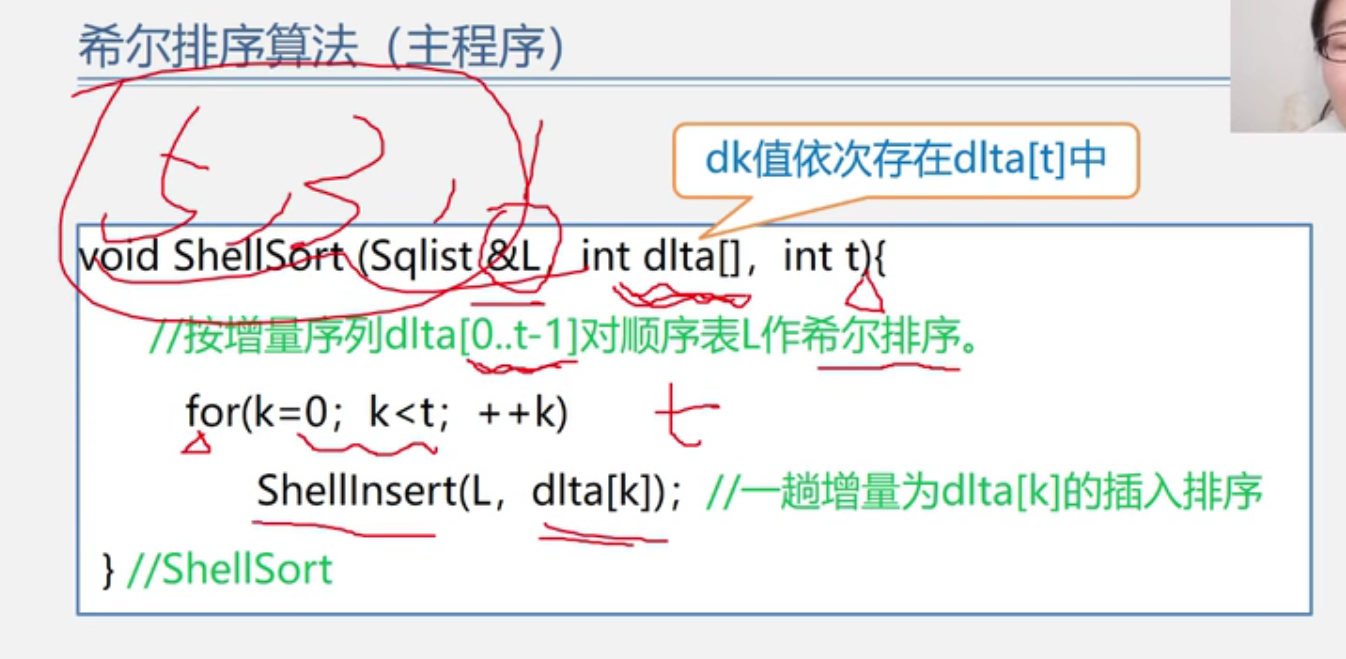 希尔排序算法（主程序）
5, 3, 1
dk值依次存在dlta[t]中
void ShellSort (Sqlist &L, int dlta[], int t){
//按增量序列dlta[0..t-1]对顺序表L作希尔排序。
for(k=0; k<t; ++k)
t
ShellInsert(L, dlta[k]); //一趟增量为dlta[k]的插入排序
} //ShellSort